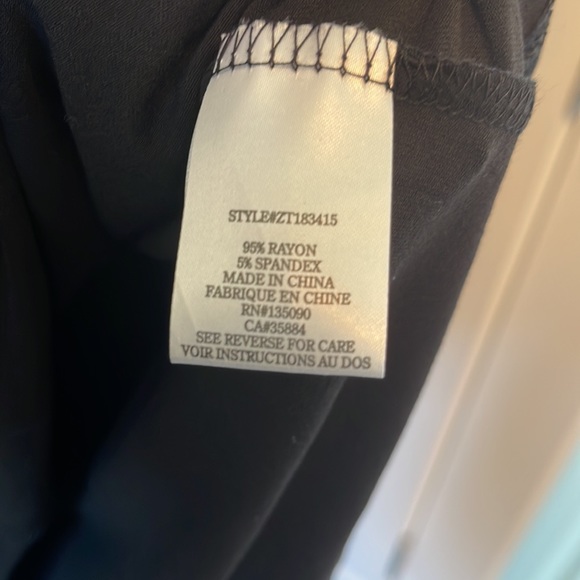 STYLE#ZT183415
95% RAYON
5% SPANDEX
MADE IN CHINA
FABRIQUE EN CHINE
RN#135090
CA#35884
SEE REVERSE FOR CARE
VOIR INSTRUCTIONS AU DOS